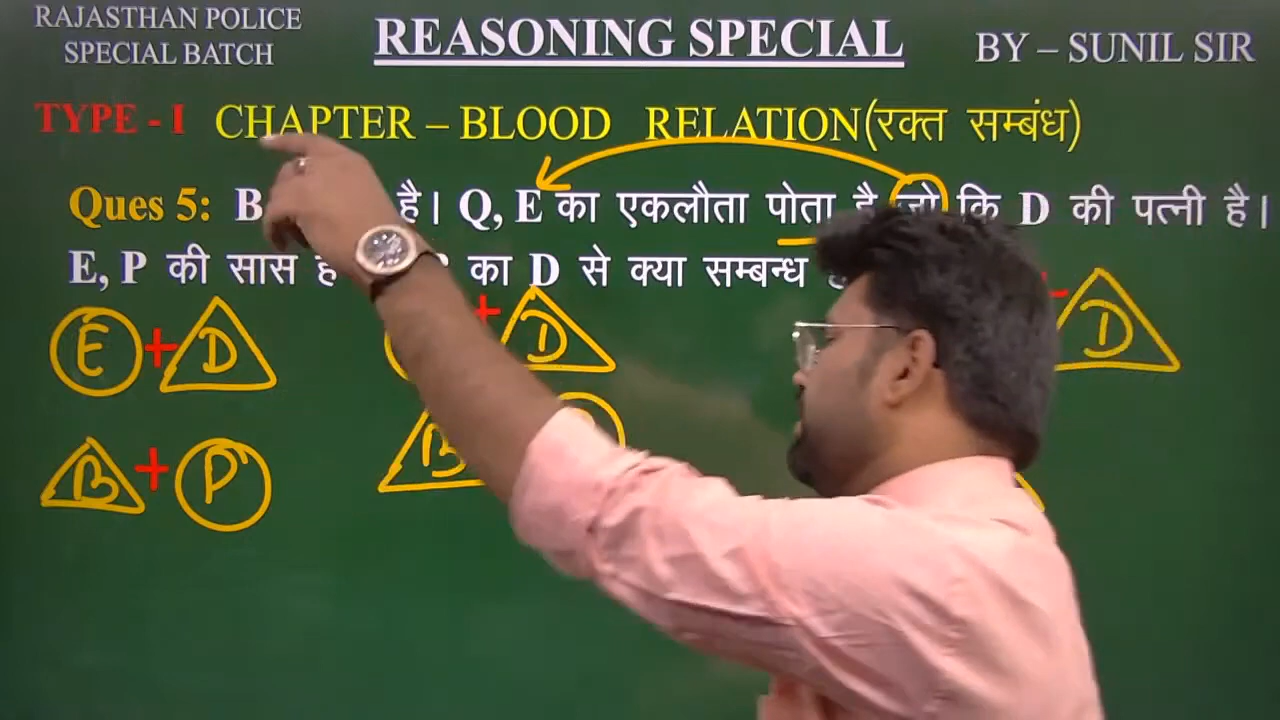 RAJASTHAN POLICE
SPECIAL BATCH
REASONING SPECIAL
BY – SUNIL SIR
TYPE - I CHAPTER – BLOOD RELATION(रक्त सम्बंध)
Ques 5: B है। Q, E का एकलौता पोता है जो कि D की पत्नी है।
E, P की सास का D से क्या सम्बन्ध
E + D
+ D
D
B + P
B